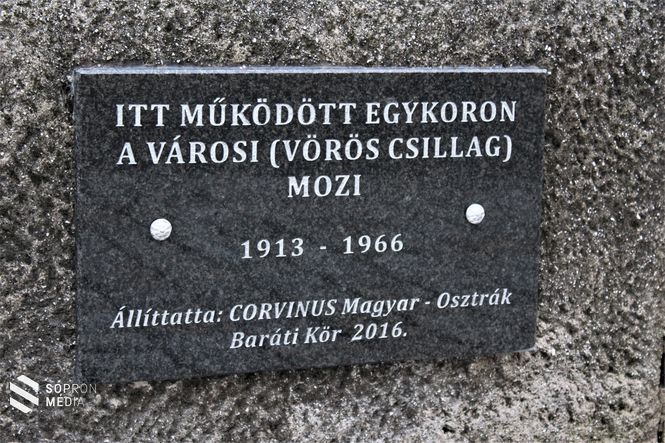 ITT MŰKÖDÖTT EGYKORON
A VÁROSI (VÖRÖS CSILLAG)
MOZI
1913 - 1966
Állíttatta: CORVINUS Magyar - Osztrák
Baráti Kör 2016.
SOPRON
MÉDIA